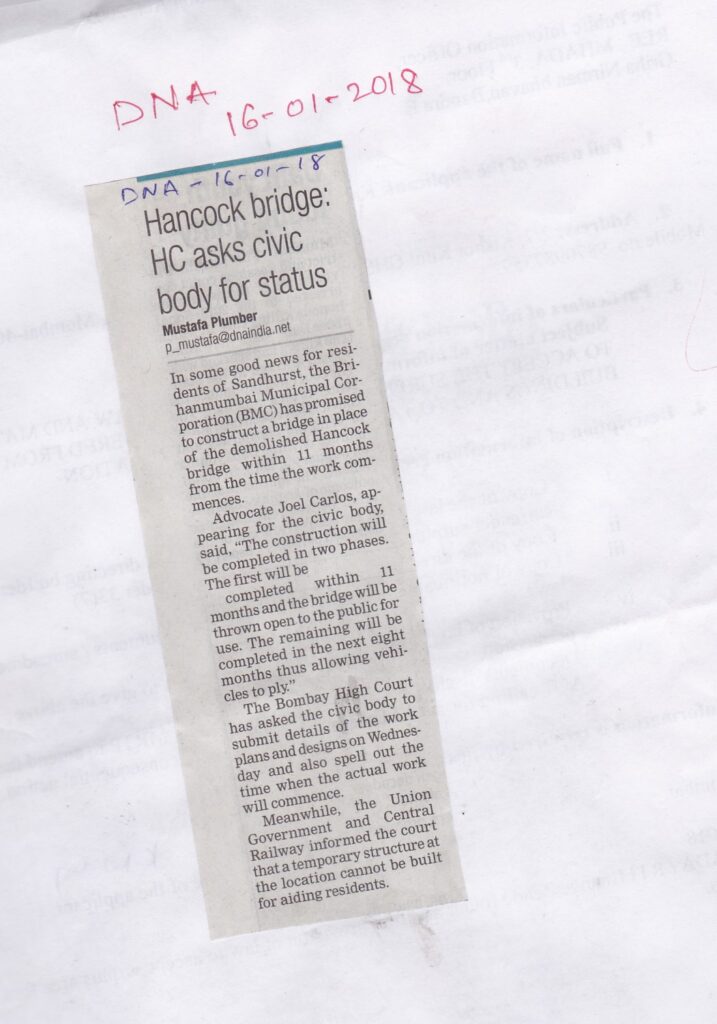 DNA
16-01-2018
DNA - 16-01-18
Hancock bridge:
HC asks civic
body for status
Mustafa Plumber
p_mustafa@dnaindia.net
In some good news for resi-
dents of Sandhurst, the Bri-
hanmumbai Municipal Cor-
poration (BMC) has promised
to construct a bridge in place
of the demolished Hancock
bridge within 11 months
from the time the work com-
mences.
Advocate Joel Carlos, ap-
pearing for the civic body,
said, “The construction will
be completed in two phases.
The first will be
completed within 11
months and the bridge will be
thrown open to the public for
use. The remaining will be
completed in the next eight
months thus allowing vehi-
cles to ply.”
The Bombay High Court
has asked the civic body to
submit details of the work
plans and designs on Wednes-
day and also spell out the
time when the actual work
will commence.
Meanwhile, the Union
Government and Central
Railway informed the court
that a temporary structure at
the location cannot be built
for aiding residents.